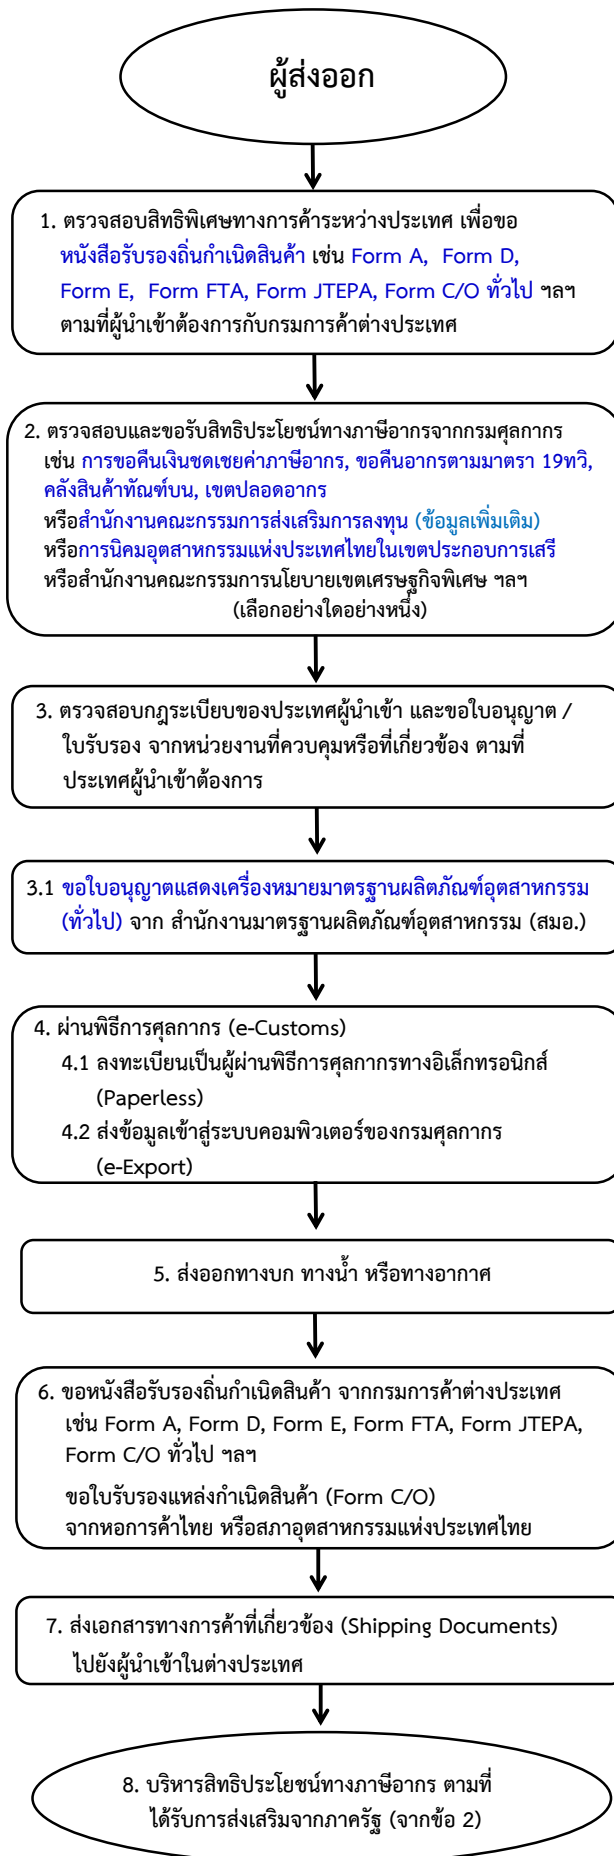 ผู้ส่งออก
1. ตรวจสอบสิทธิพิเศษทางการค้าระหว่างประเทศ เพื่อขอ
หนังสือรับรองถิ่นกำเนิดสินค้า เช่น Form A, Form D,
Form E, Form FTA, Form JTEPA, Form C/O ทั่วไป ฯลฯ
ตามที่ผู้นำเข้าต้องการกับกรมการค้าต่างประเทศ
2. ตรวจสอบและขอรับสิทธิประโยชน์ทางภาษีอากรจากกรมศุลกากร
เช่น การขอคืนเงินชดเชยค่าภาษีอากร, ขอคืนอากรตามมาตรา 19ทวิ,
คลังสินค้าทัณฑ์บน, เขตปลอดอากร
หรือสำนักงานคณะกรรมการส่งเสริมการลงทุน (ข้อมูลเพิ่มเติม)
หรือการนิคมอุตสาหกรรมแห่งประเทศไทยในเขตประกอบการเสรี
หรือสำนักงานคณะกรรมการนโยบายเขตเศรษฐกิจพิเศษ ฯลฯ
(เลือกอย่างใดอย่างหนึ่ง)
3. ตรวจสอบกฎระเบียบของประเทศผู้นำเข้า และขอใบอนุญาต /
ใบรับรอง จากหน่วยงานที่ควบคุมหรือที่เกี่ยวข้อง ตามที่
ประเทศผู้นำเข้าต้องการ
3.1 ขอใบอนุญาตแสดงเครื่องหมายมาตรฐานผลิตภัณฑ์อุตสาหกรรม
(ทั่วไป) จาก สำนักงานมาตรฐานผลิตภัณฑ์อุตสาหกรรม (สมอ.)
4. ผ่านพิธีการศุลกากร (e-Customs)
4.1 ลงทะเบียนเป็นผู้ผ่านพิธีการศุลกากรทางอิเล็กทรอนิกส์
(Paperless)
4.2 ส่งข้อมูลเข้าสู่ระบบคอมพิวเตอร์ของกรมศุลกากร
(e-Export)
5. ส่งออกทางบก ทางน้ำ หรือทางอากาศ
6. ขอหนังสือรับรองถิ่นกำเนิดสินค้า จากกรมการค้าต่างประเทศ
เช่น Form A, Form D, Form E, Form FTA, Form JTEPA,
Form C/O ทั่วไป ฯลฯ
ขอใบรับรองแหล่งกำเนิดสินค้า (Form C/O)
จากหอการค้าไทย หรือสภาอุตสาหกรรมแห่งประเทศไทย
7. ส่งเอกสารทางการค้าที่เกี่ยวข้อง (Shipping Documents)
ไปยังผู้นำเข้าในต่างประเทศ
8. บริหารสิทธิประโยชน์ทางภาษีอากร ตามที่
ได้รับการส่งเสริมจากภาครัฐ (จากข้อ 2)